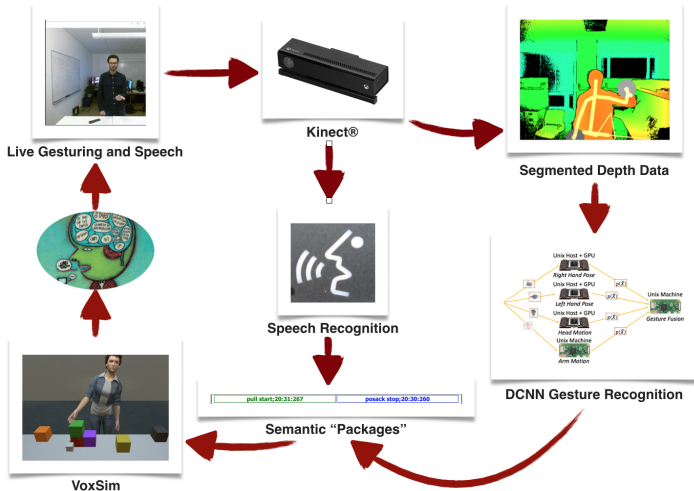 Live Gesturing and Speech
Kinect®
Segmented Depth Data
Speech Recognition
Unix Host + GPU
Right Hand Pose
Unix Host + GPU
Left Hand Pose
Unix Host + GPU
Head Motion
Unix Machine
Arm Motion
Unix Machine
Gesture Fusion
DCNN Gesture Recognition
pull start;20:31:267
posack stop;20:30:260
Semantic “Packages”
VoxSim